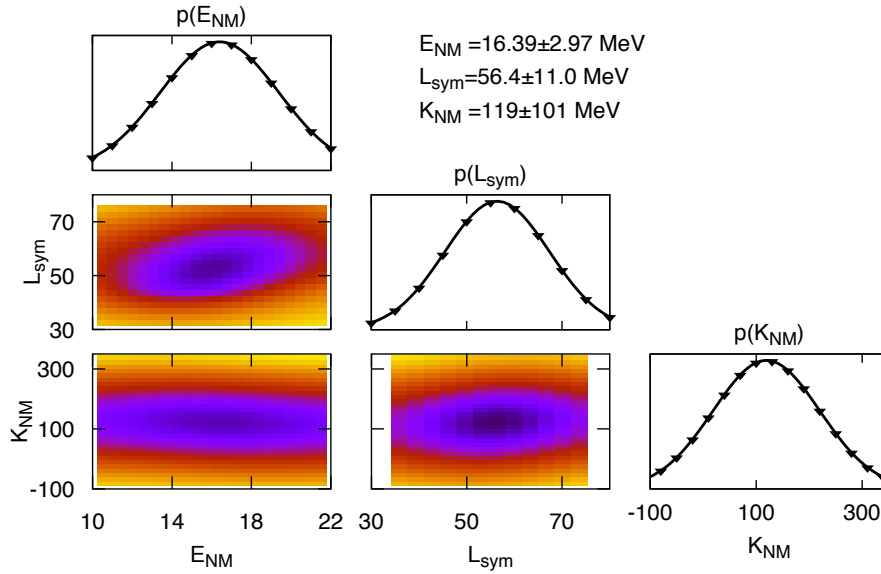 p(E_NM)
E_NM =16.39±2.97 MeV
L_sym=56.4±11.0 MeV
K_NM =119±101 MeV
p(L_sym)
70
50
30
L_sym
p(K_NM)
300
100
-100
K_NM
10 14 18 22
30 50 70
-100 100 300
E_NM
L_sym
K_NM